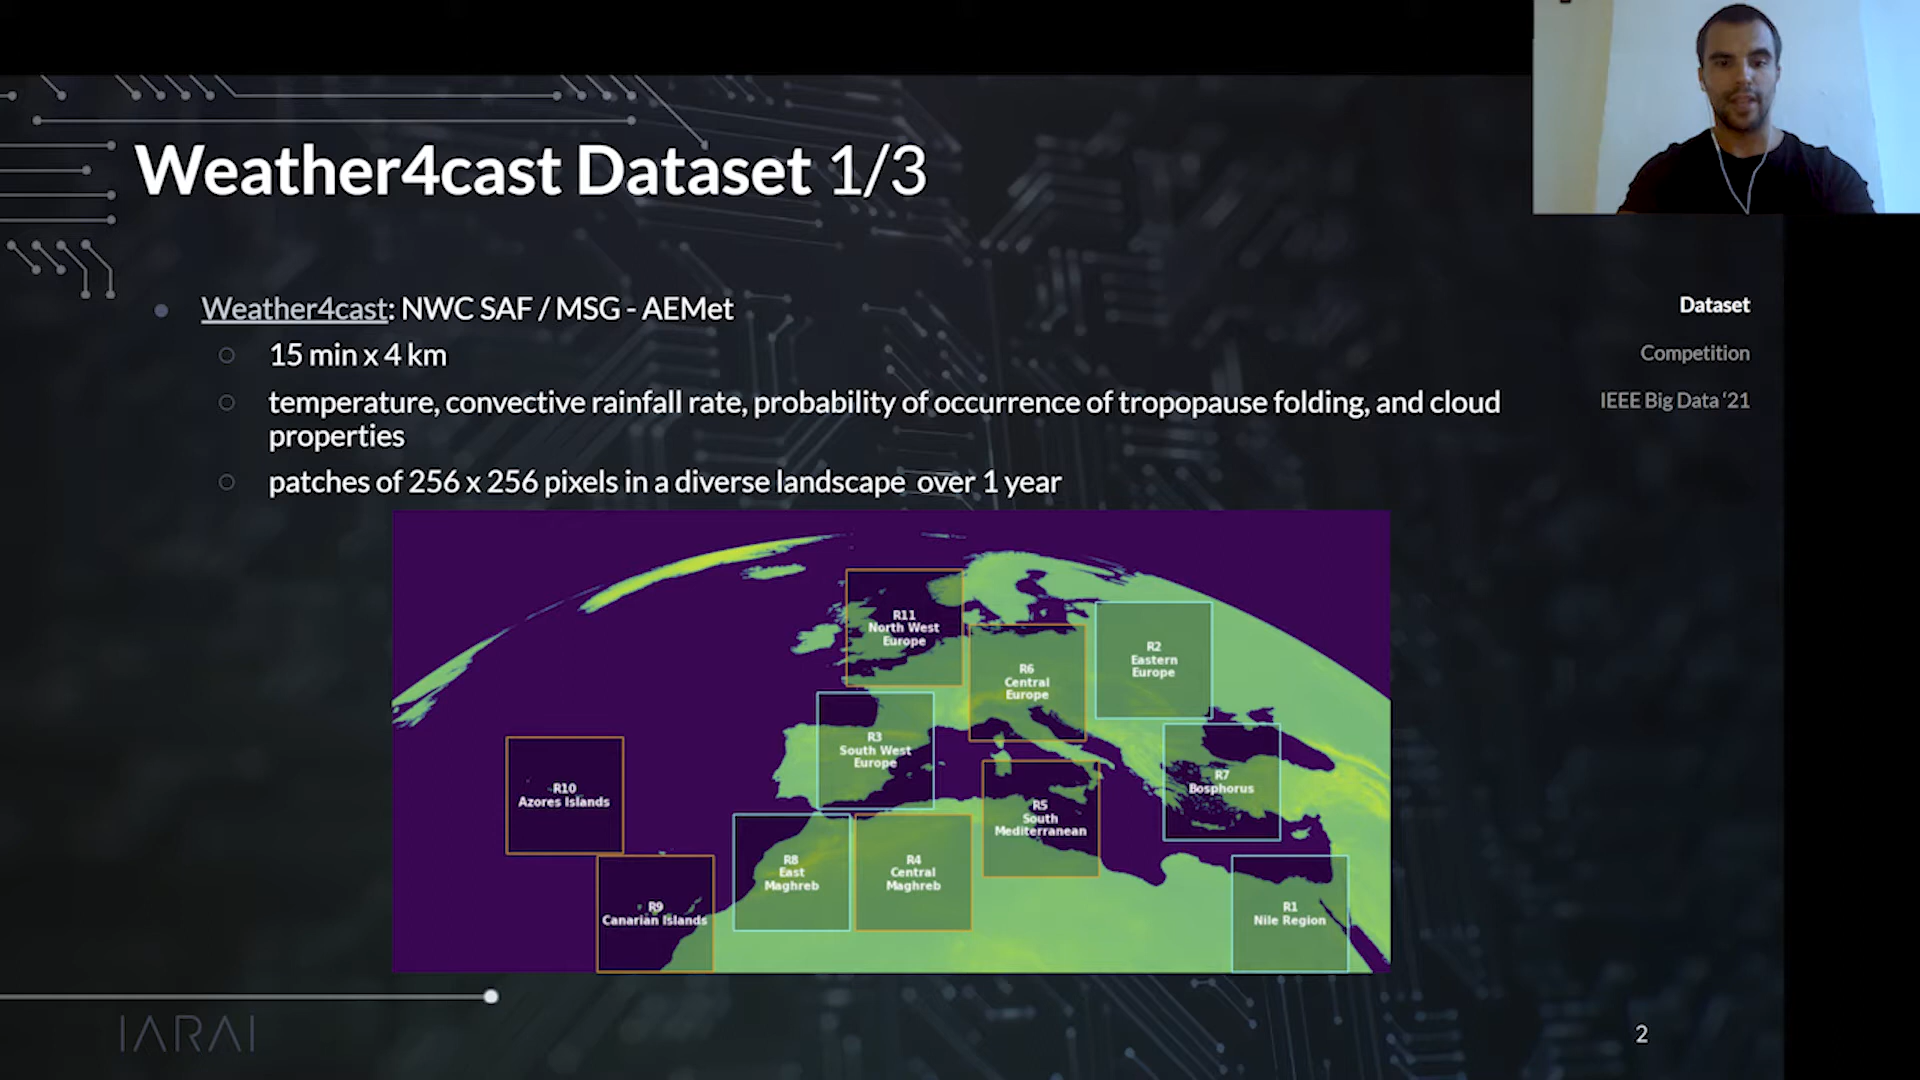 Weather4cast Dataset 1/3
Weather4cast: NWC SAF / MSG - AEMet
15 min x 4 km
temperature, convective rainfall rate, probability of occurrence of tropopause folding, and cloud
properties
patches of 256 x 256 pixels in a diverse landscape over 1 year
Dataset
Competition
IEEE Big Data ‘21
R11
North West
Europe
R6
Central
Europe
R2
Eastern
Europe
R3
South West
Europe
R10
Azores Islands
R7
Bosphorus
R5
South
Mediterranean
R8
East
Maghreb
R4
Central
Maghreb
R9
Canarian Islands
R1
Nile Region
IARAI
2